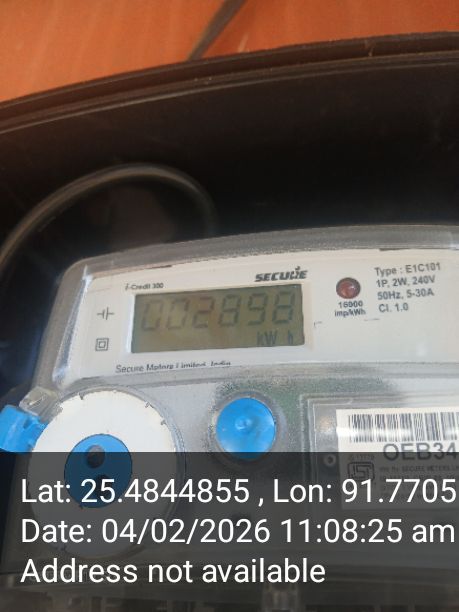 i-Credit 300
SECURE
Type : E1C101
1P, 2W, 240V
50Hz, 5-30A
Cl. 1.0
16000
imp/kWh
002898
kW h
Secure Meters Limited, India
OEB34
Lat: 25.4844855 , Lon: 91.7705
Date: 04/02/2026 11:08:25 am
Address not available